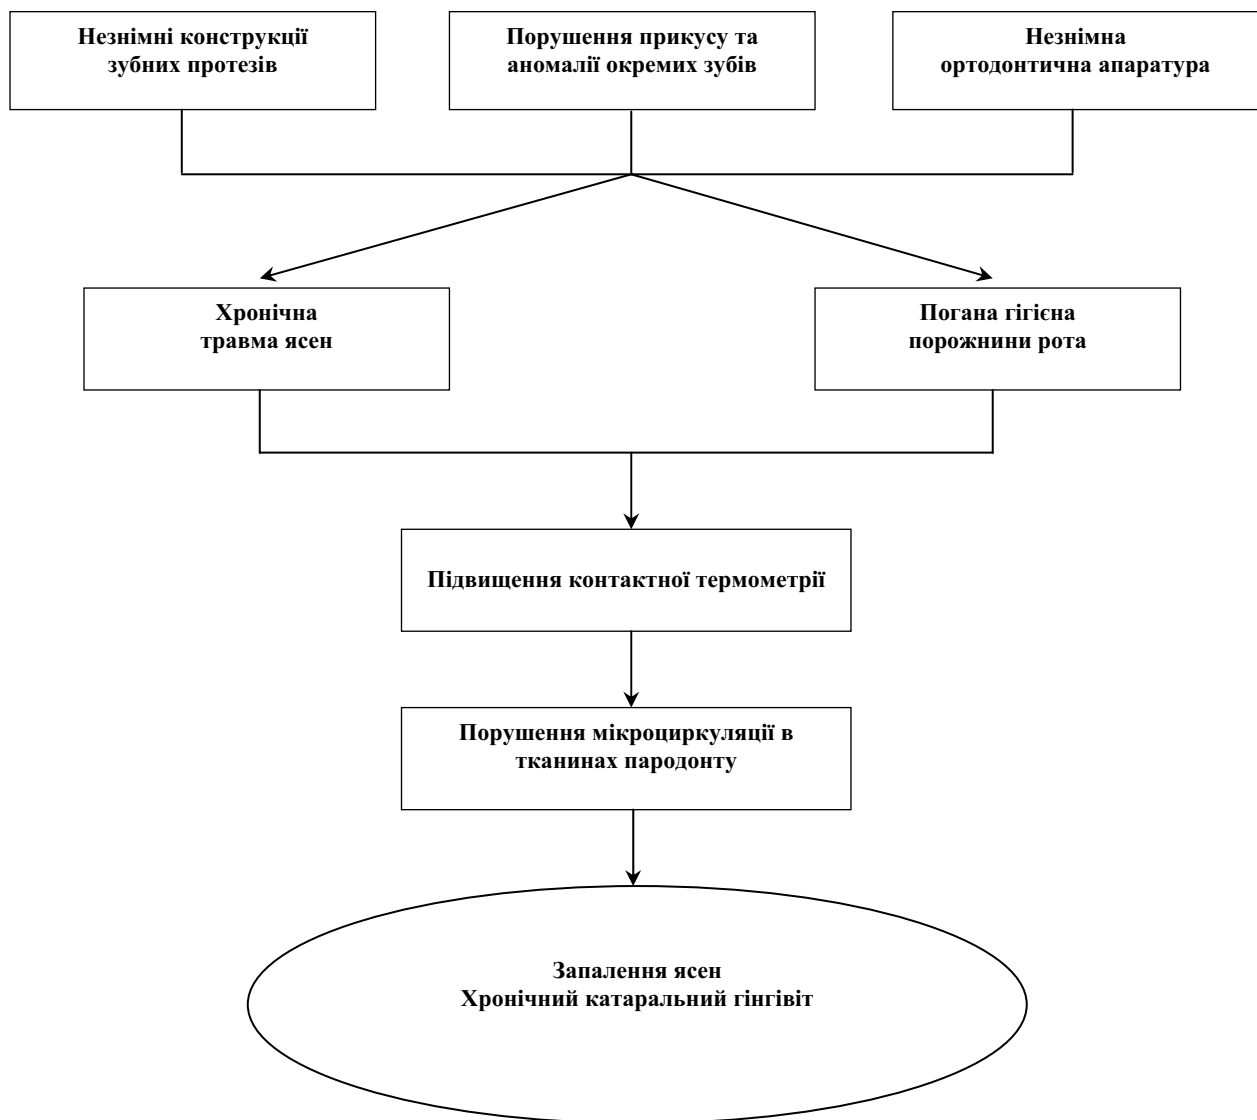 Незнімні конструкції
зубних протезів
Порушення прикусу та
аномалії окремих зубів
Незнімна
ортодонтична апаратура
Хронічна
травма ясен
Погана гігієна
порожнини рота
Підвищення контактної термометрії
Порушення мікроциркуляції в
тканинах пародонту
Запалення ясен
Хронічний катаральний гінгівіт